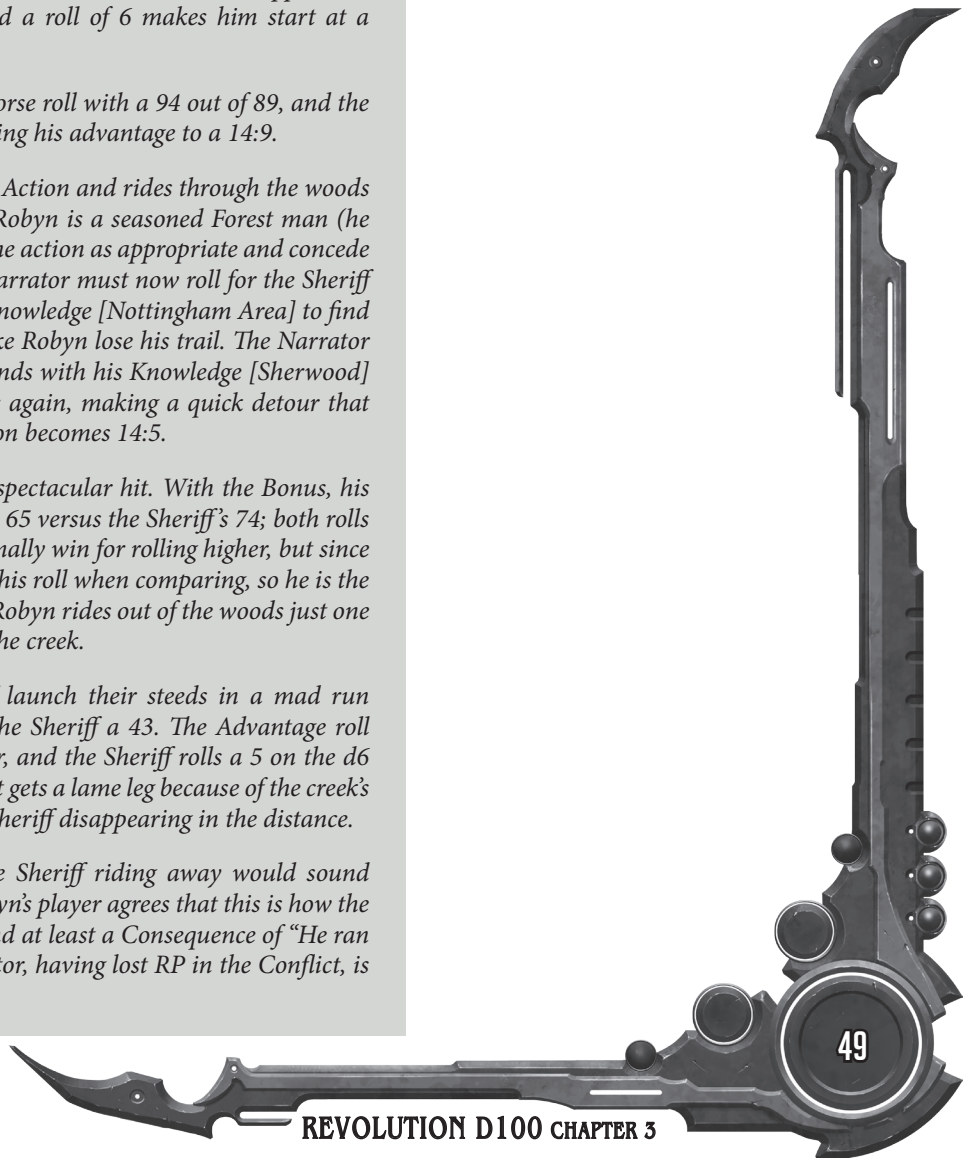 d a roll of 6 makes him start at a
orse roll with a 94 out of 89, and the
ing his advantage to a 14:9.
Action and rides through the woods
Robyn is a seasoned Forest man (he
ne action as appropriate and concede
arrator must now roll for the Sheriff
nowledge [Nottingham Area] to find
ke Robyn lose his trail. The Narrator
nds with his Knowledge [Sherwood]
again, making a quick detour that
on becomes 14:5.
spectacular hit. With the Bonus, his
65 versus the Sheriff's 74; both rolls
nally win for rolling higher, but since
his roll when comparing, so he is the
Robyn rides out of the woods just one
he creek.
launch their steeds in a mad run
he Sheriff a 43. The Advantage roll
r, and the Sheriff rolls a 5 on the d6
t gets a lame leg because of the creek's
heriff disappearing in the distance.
e Sheriff riding away would sound
yn's player agrees that this is how the
nd at least a Consequence of "He ran
tor, having lost RP in the Conflict, is
49
REVOLUTION D100 CHAPTER 3